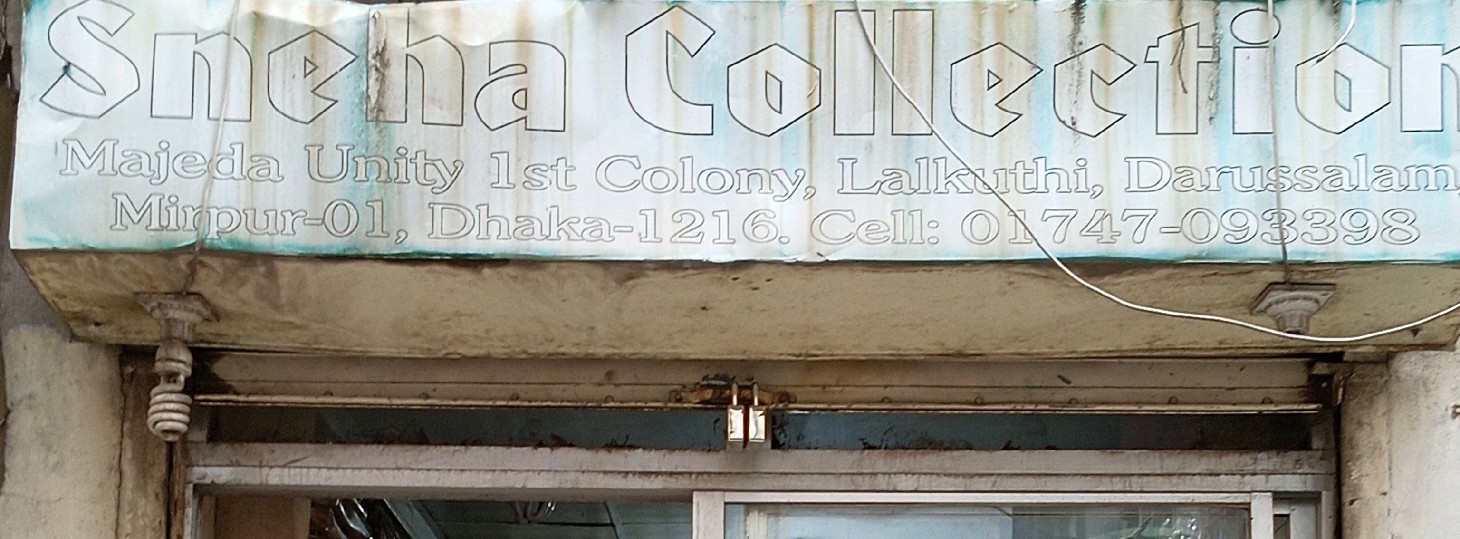 Sneha Collection
Majeda Unity 1st Colony, Lalkuthi, Darussalam,
Mirpur-01, Dhaka-1216. Cell: 01747-093398